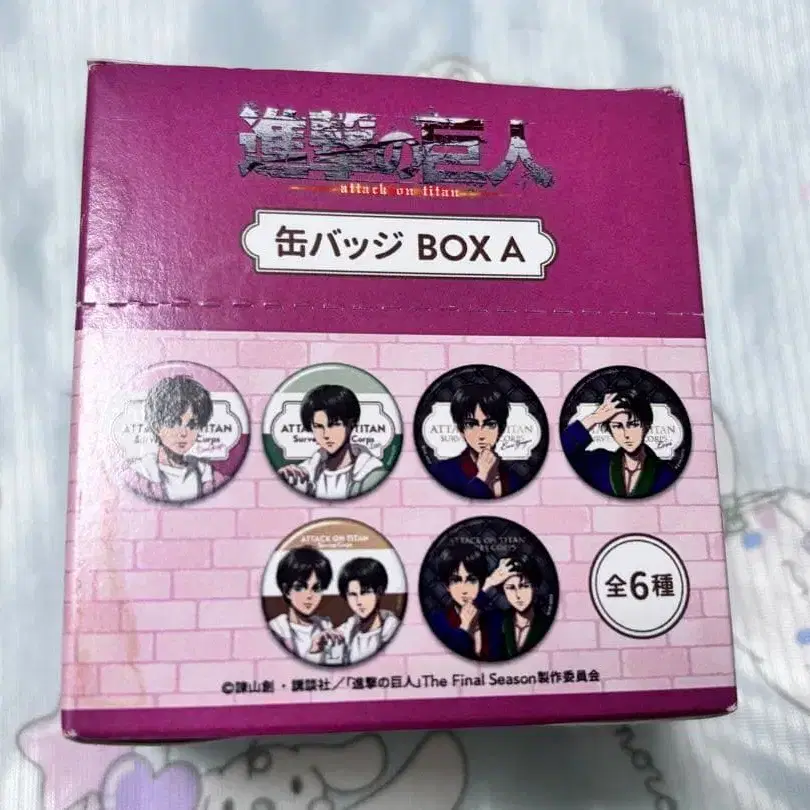 進撃の巨人
attack on titan
缶バッジ BOX A
ATTACK ON TITAN
Survey Corps
全6種
©諫山創・講談社／「進撃の巨人」The Final Season製作委員会